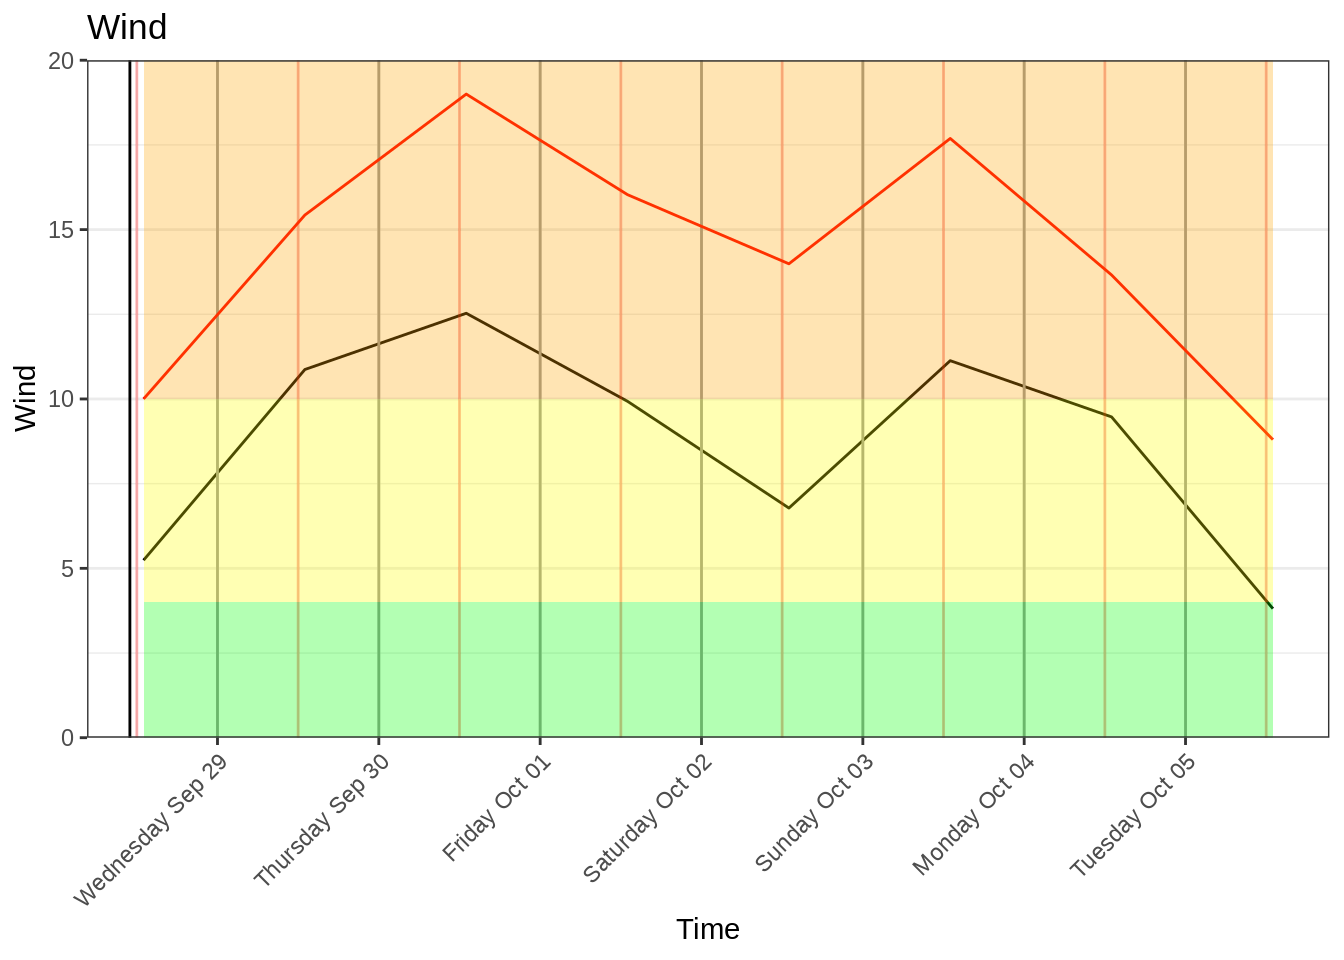 Wind
20
15
10
5
0
Wind
Wednesday Sep 29
Thursday Sep 30
Friday Oct 01
Saturday Oct 02
Sunday Oct 03
Monday Oct 04
Tuesday Oct 05
Time